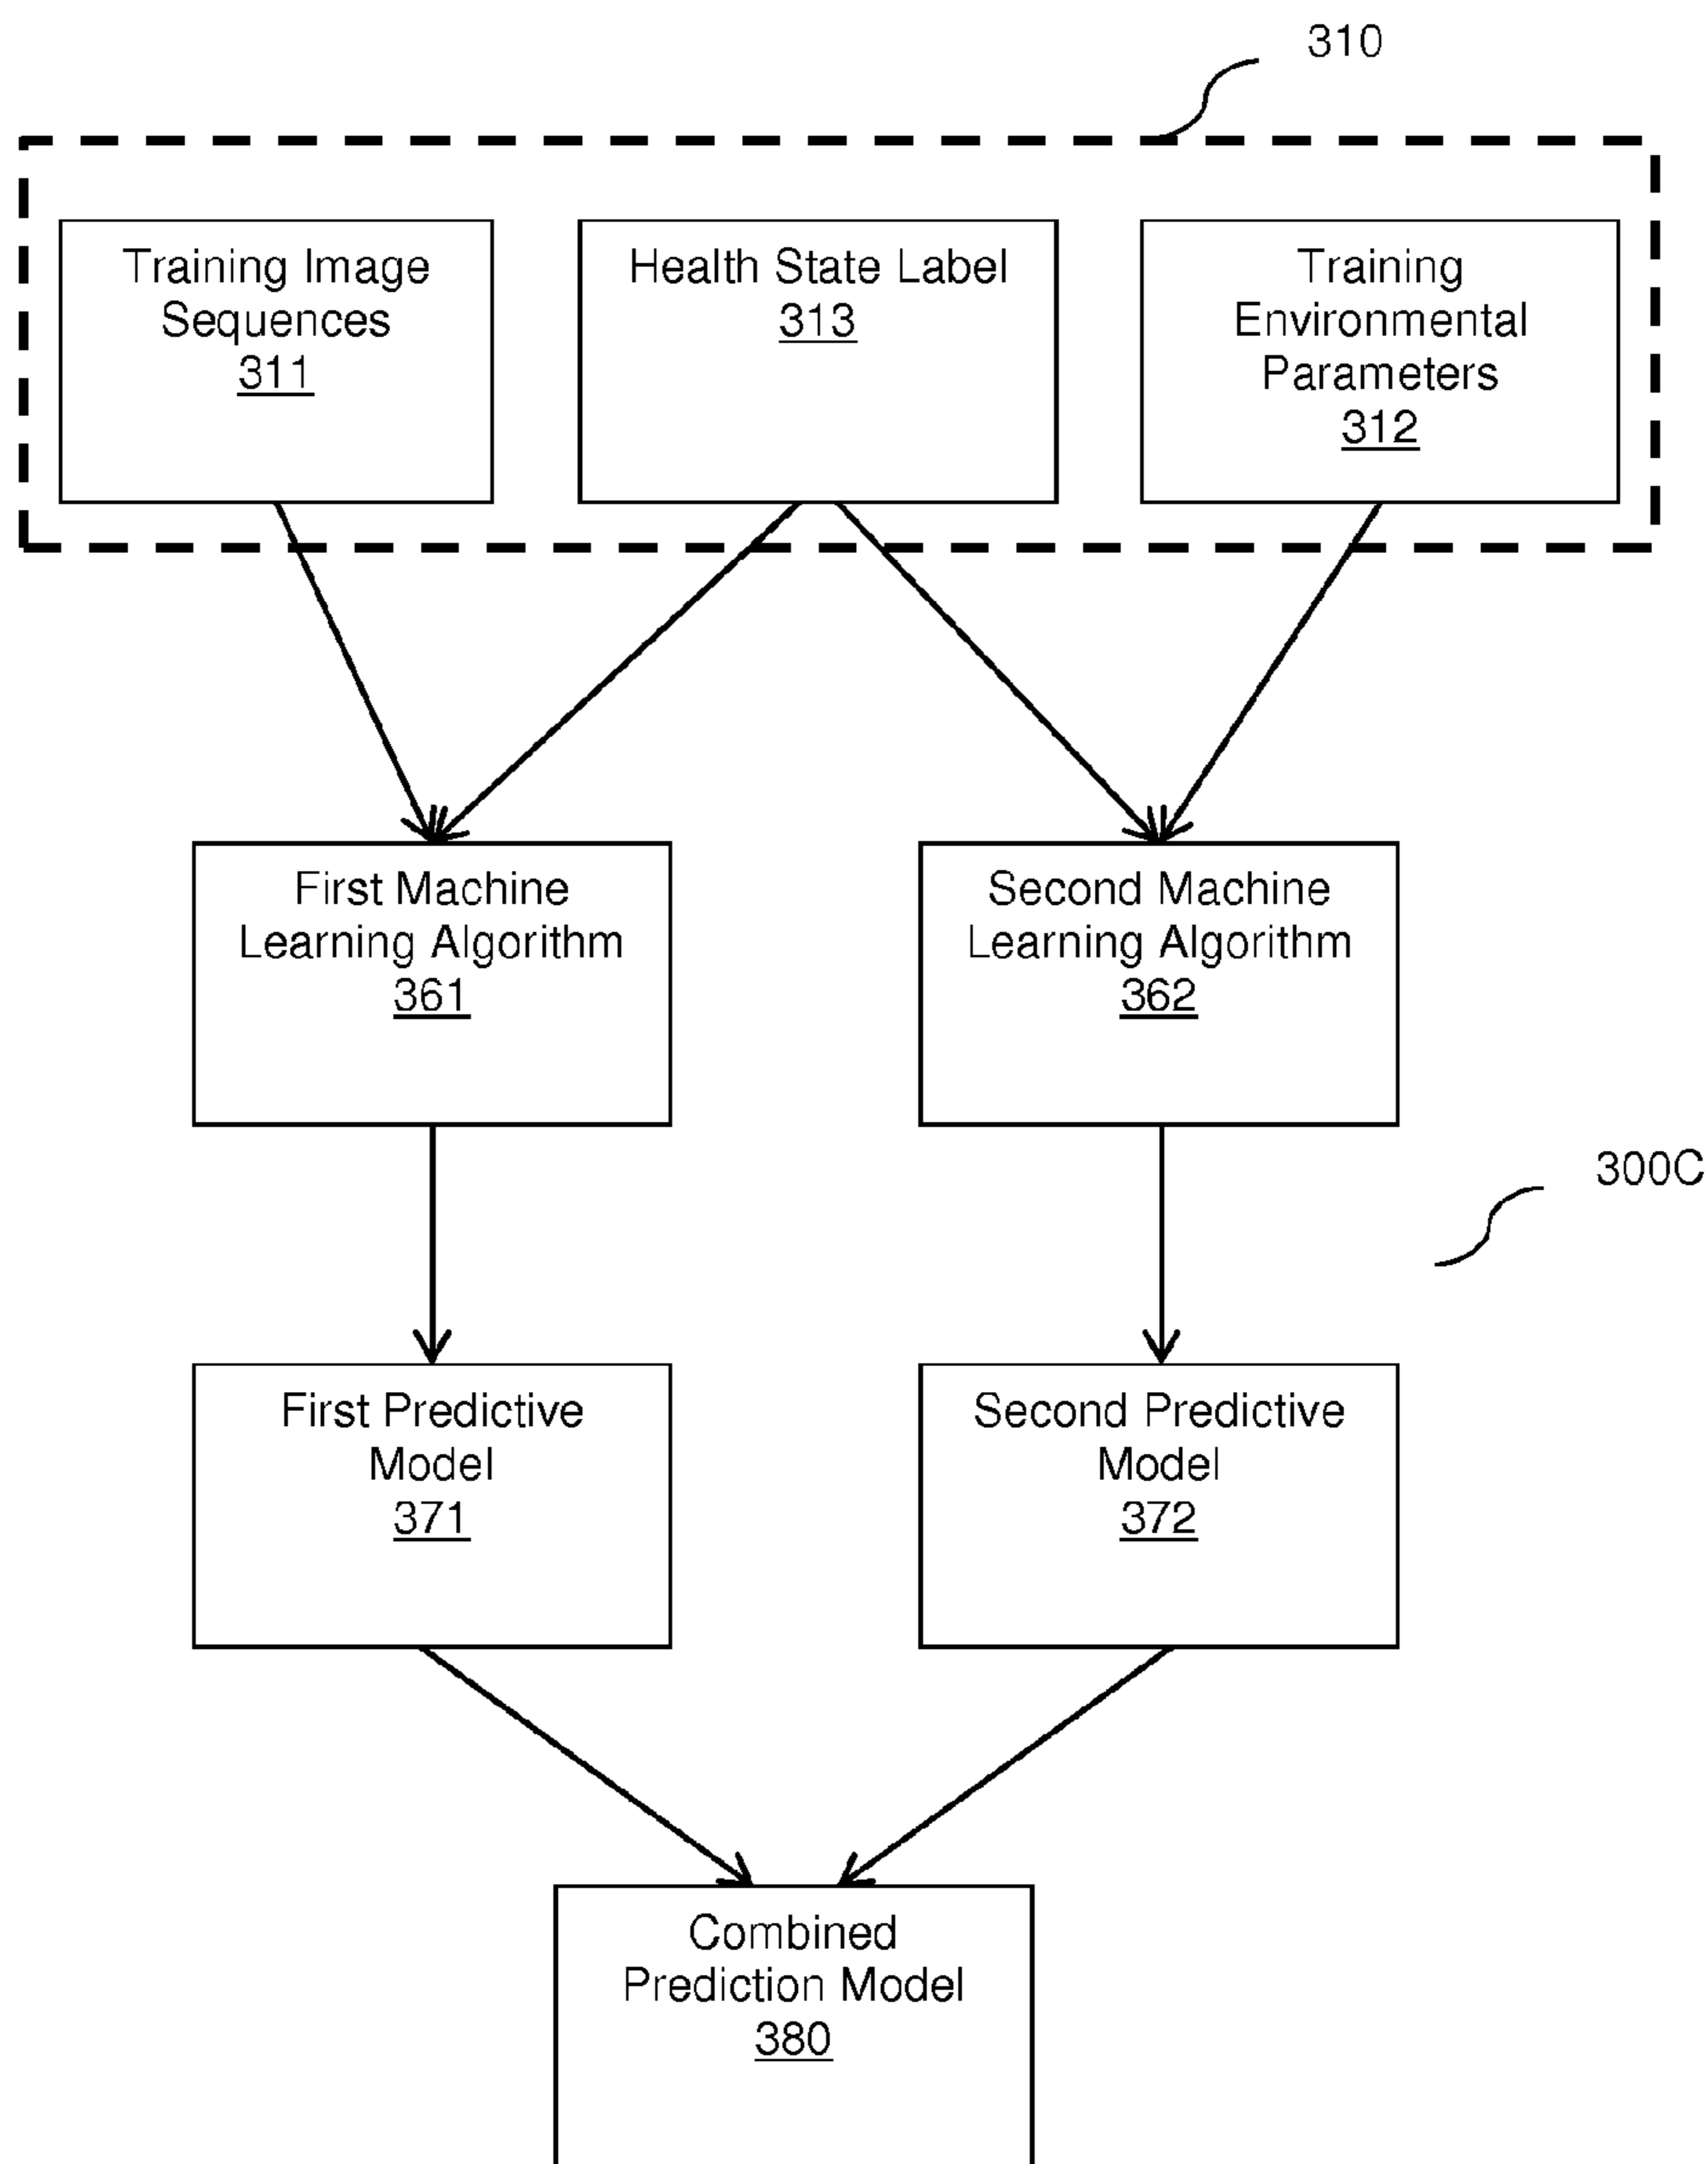 310
Training Image
Sequences
311
Health State Label
313
Training
Environmental
Parameters
312
First Machine
Learning Algorithm
361
Second Machine
Learning Algorithm
362
300C
First Predictive
Model
371
Second Predictive
Model
372
Combined
Prediction Model
380